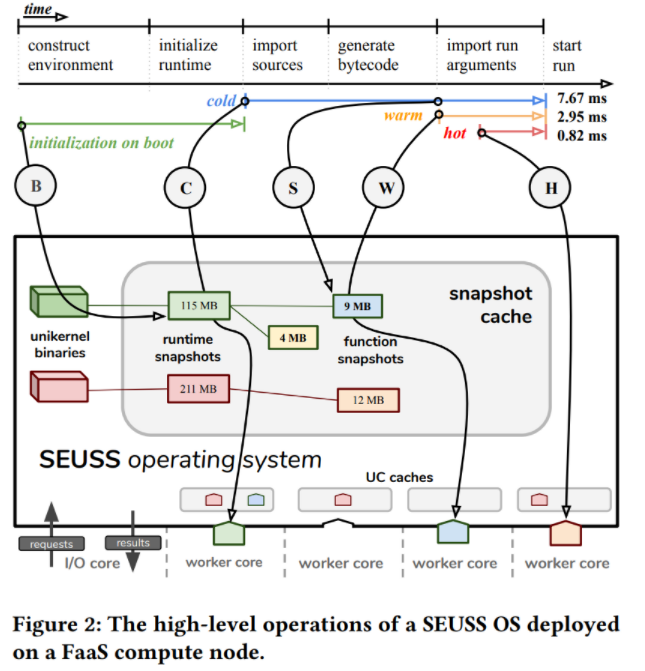 time
construct environment
initialize runtime
import sources
generate bytecode
import run arguments
start run
cold
7.67 ms
warm
2.95 ms
hot
0.82 ms
initialization on boot
B
C
S
W
H
snapshot cache
115 MB
9 MB
4 MB
unikernel binaries
runtime snapshots
function snapshots
211 MB
12 MB
SEUSS operating system
UC caches
requests
results
I/O core
worker core
worker core
worker core
worker core
Figure 2: The high-level operations of a SEUSS OS deployed
on a FaaS compute node.